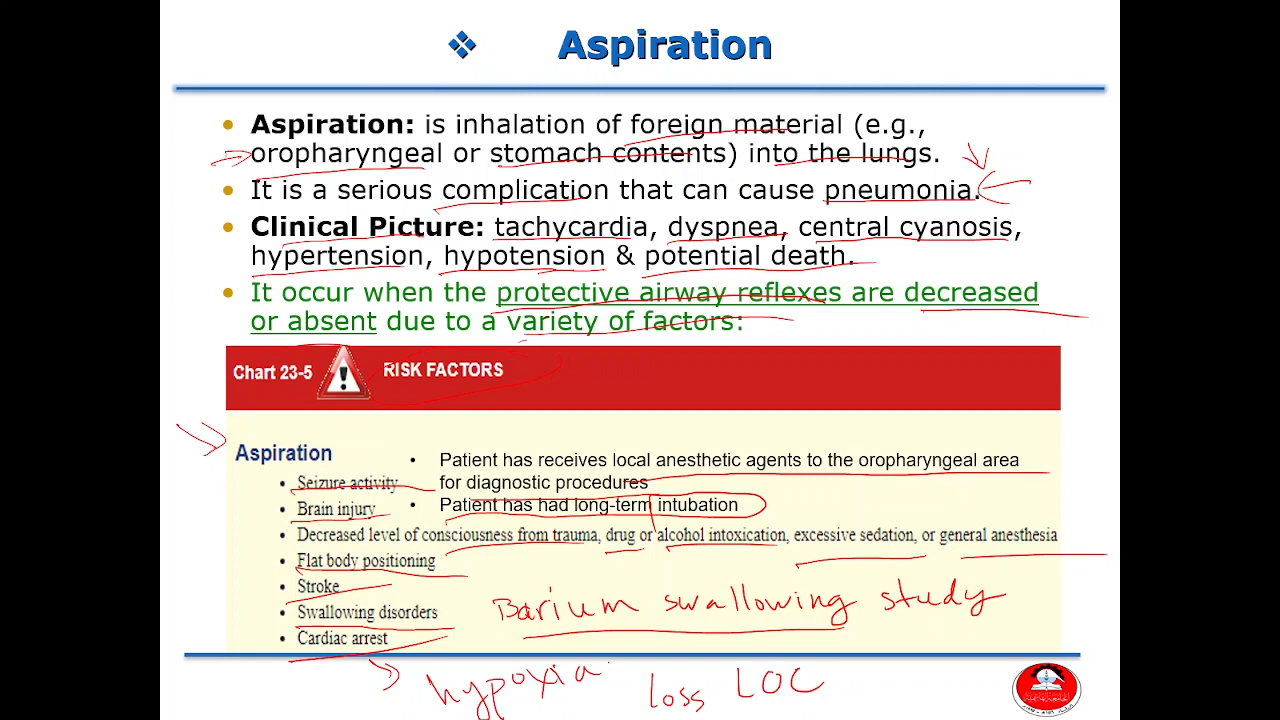 ❖ Aspiration
• Aspiration: is inhalation of foreign material (e.g.,
oropharyngeal or stomach contents) into the lungs.
• It is a serious complication that can cause pneumonia.
• Clinical Picture: tachycardia, dyspnea, central cyanosis,
hypertension, hypotension & potential death.
• It occur when the protective airway reflexes are decreased
or absent due to a variety of factors:
Chart 23-5 RISK FACTORS
Aspiration
• Patient has receives local anesthetic agents to the oropharyngeal area
for diagnostic procedures
• Patient has had long-term intubation
• Seizure activity
• Brain injury
• Decreased level of consciousness from trauma, drug or alcohol intoxication, excessive sedation, or general anesthesia
• Flat body positioning
• Stroke
• Swallowing disorders
• Cardiac arrest
Barium swallowing study
hypoxia. loss LOC